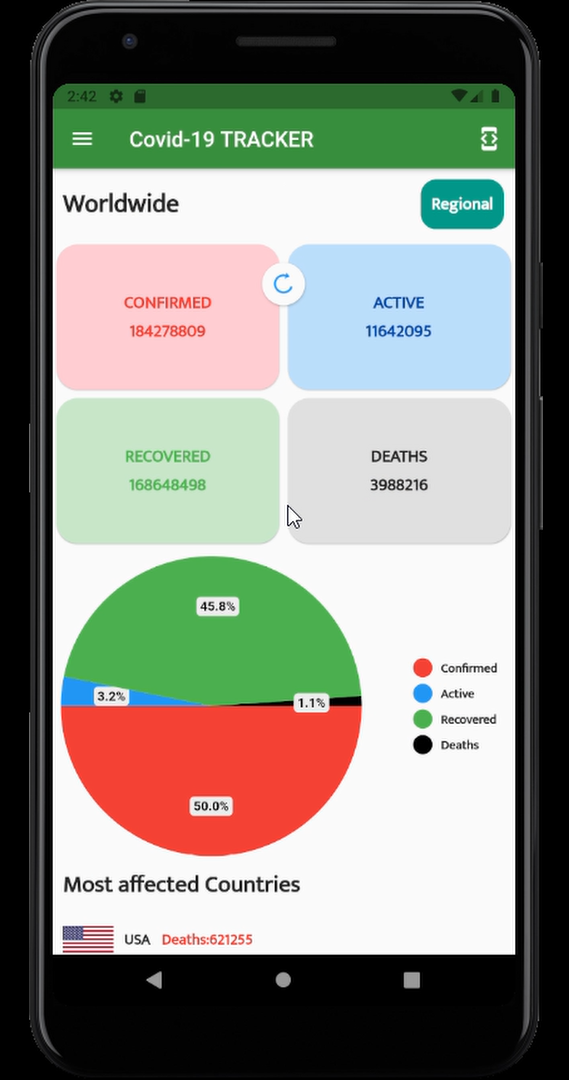 2:42
Covid-19 TRACKER
Worldwide
Regional
CONFIRMED
184278809
ACTIVE
11642095
RECOVERED
168648498
DEATHS
3988216
45.8%
3.2%
1.1%
50.0%
Confirmed
Active
Recovered
Deaths
Most affected Countries
USA Deaths:621255